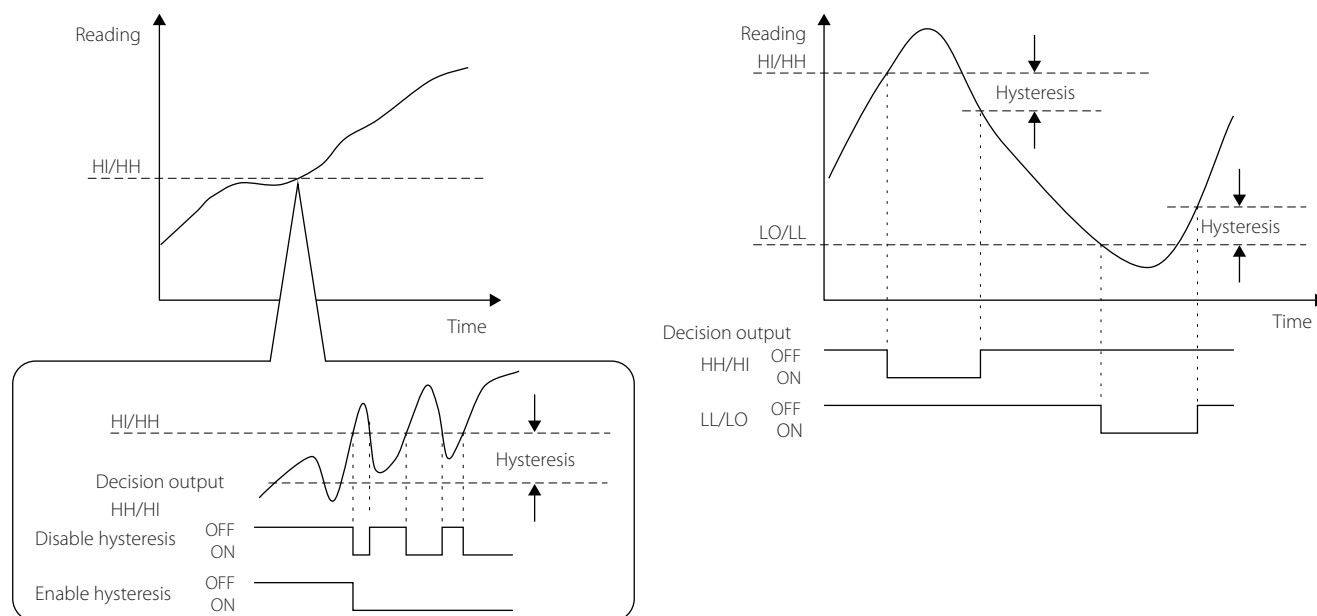 Reading
HI/HH
Time
HI/HH
Hysteresis
Decision output
HH/HI
Disable hysteresis
OFF
ON
Enable hysteresis
OFF
ON
Reading
HI/HH
Hysteresis
LO/LL
Hysteresis
Time
Decision output
HH/HI
OFF
ON
LL/LO
OFF
ON